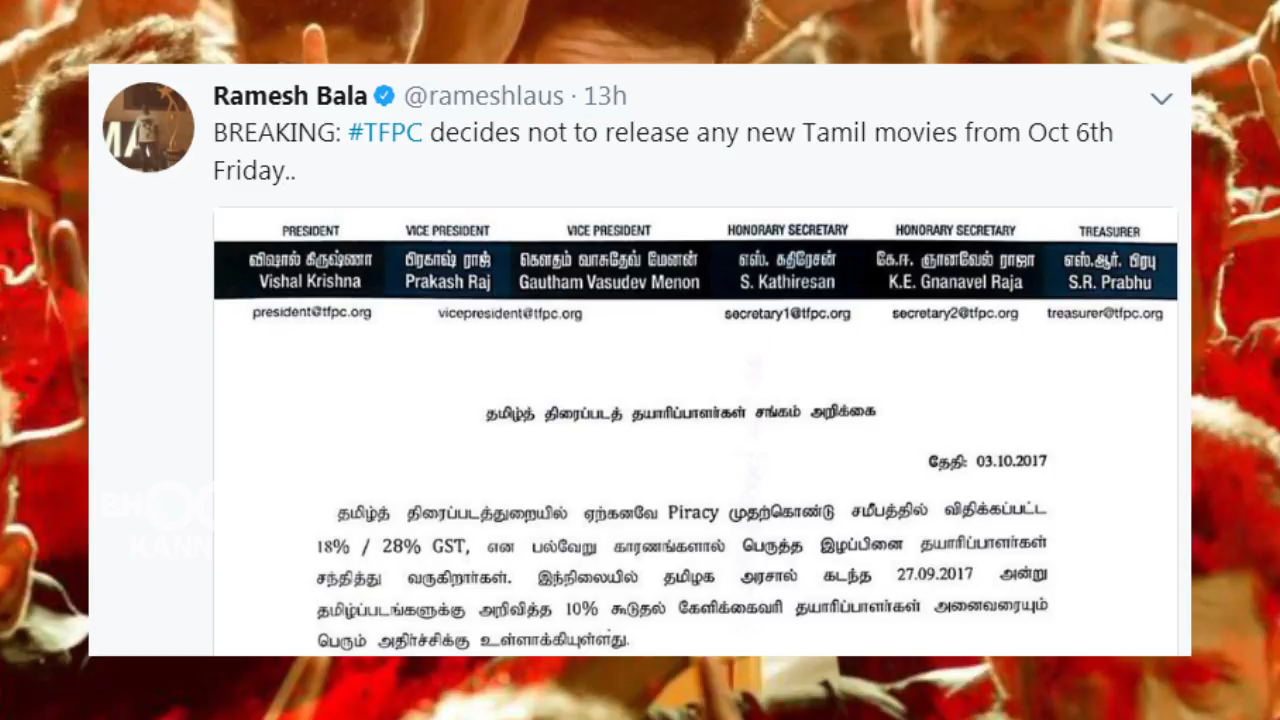 Ramesh Bala @rameshlaus · 13h
BREAKING: #TFPC decides not to release any new Tamil movies from Oct 6th
Friday..
PRESIDENT VICE PRESIDENT VICE PRESIDENT HONORARY SECRETARY HONORARY SECRETARY TREASURER
விஷால் கிருஷ்ணா பிரகாஷ் ராஜ் கௌதம் வாசுதேவ் மேனன் எஸ். கதிரேசன் கே.ஈ. ஞானவேல் ராஜா எஸ்.ஆர். பிரபு
Vishal Krishna Prakash Raj Gautham Vasudev Menon S. Kathiresan K.E. Gnanavel Raja S.R. Prabhu
president@tfpc.org vicepresident@tfpc.org secretary1@tfpc.org secretary2@tfpc.org treasurer@tfpc.org
தமிழ்த் திரைப்படத் தயாரிப்பாளர்கள் சங்கம் அறிக்கை
தேதி: 03.10.2017
தமிழ்த் திரைப்படத்துறையில் ஏற்கனவே Piracy முதற்கொண்டு சமீபத்தில் விதிக்கப்பட்ட
18% / 28% GST, என பல்வேறு காரணங்களால் பெருத்த இழப்பினை தயாரிப்பாளர்கள்
சந்தித்து வருகிறார்கள். இந்நிலையில் தமிழக அரசால் கடந்த 27.09.2017 அன்று
தமிழ்ப்படங்களுக்கு அறிவித்த 10% கூடுதல் கேளிக்கைவரி தயாரிப்பாளர்கள் அனைவரையும்
பெரும் அதிர்ச்சிக்கு உள்ளாக்கியுள்ளது.